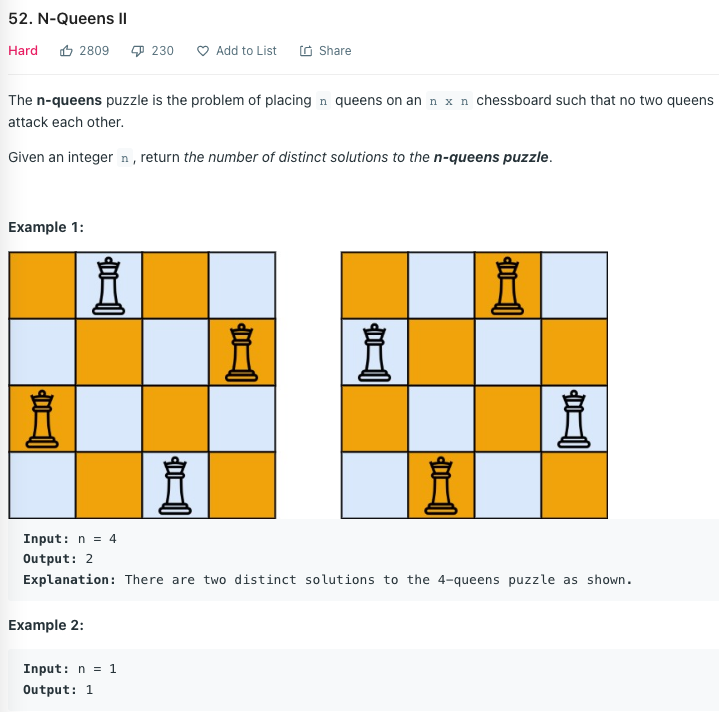 52. N-Queens II
Hard 2809 230 Add to List Share
The n-queens puzzle is the problem of placing n queens on an n x n chessboard such that no two queens
attack each other.
Given an integer n, return the number of distinct solutions to the n-queens puzzle.
Example 1:
Input: n = 4
Output: 2
Explanation: There are two distinct solutions to the 4-queens puzzle as shown.
Example 2:
Input: n = 1
Output: 1